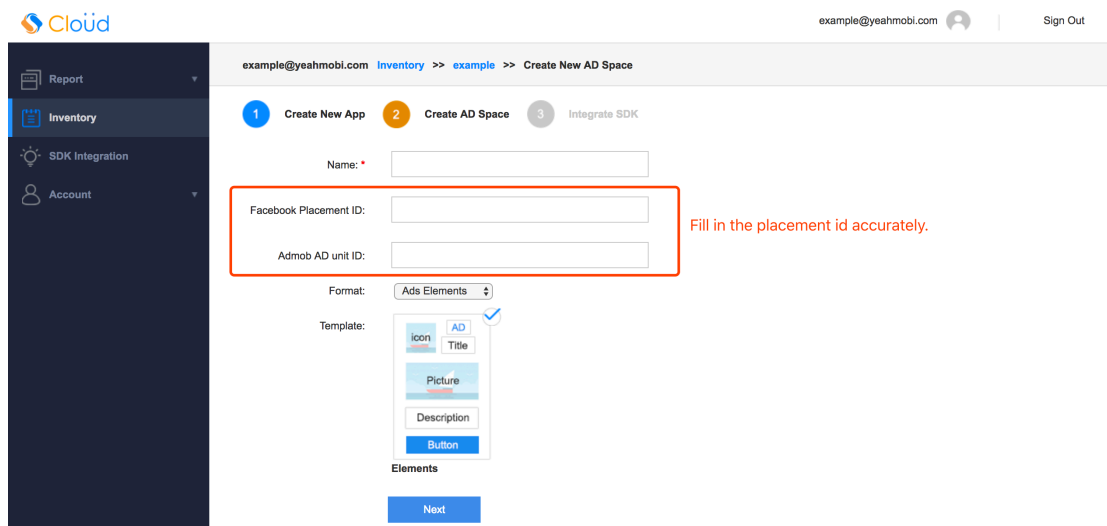 Cloüd
example@yeahmobi.com
Sign Out
Report
Inventory
SDK Integration
Account
example@yeahmobi.com Inventory >> example >> Create New AD Space
1 Create New App 2 Create AD Space 3 Integrate SDK
Name: *
Facebook Placement ID:
Admob AD unit ID:
Fill in the placement id accurately.
Format: Ads Elements
Template:
icon
AD
Title
Picture
Description
Button
Elements
Next